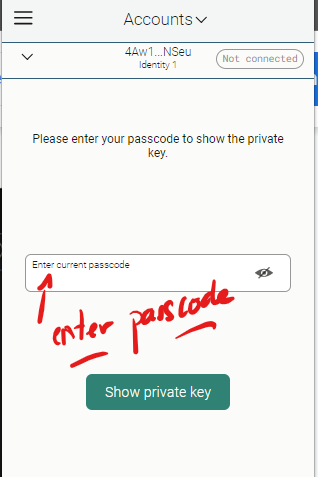 Accounts
4Aw1...NSeu
Identity 1
Not connected
Please enter your passcode to show the private
key.
Enter current passcode
enter passcode
Show private key